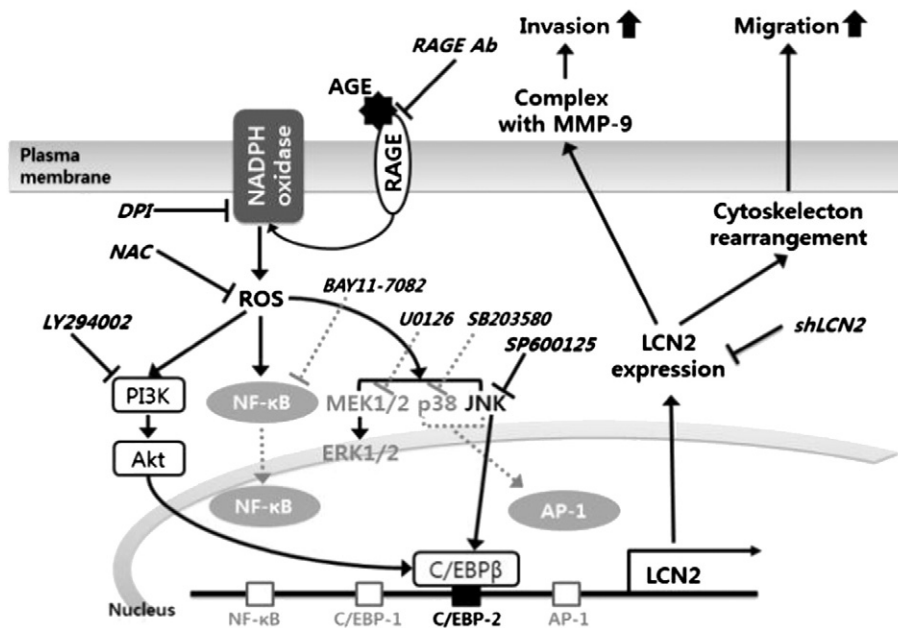 Invasion
Migration
RAGE Ab
AGE
Complex
with MMP-9
Plasma
membrane
NADPH
oxidase
RAGE
DPI
Cytoskelecton
rearrangement
NAC
ROS
BAY11-7082
LY294002
U0126
SB203580
SP600125
LCN2
expression
shLCN2
PI3K
NF-κB
MEK1/2
p38
JNK
Akt
ERK1/2
NF-κB
AP-1
C/EBPβ
LCN2
Nucleus
NF-κB
C/EBP-1
C/EBP-2
AP-1